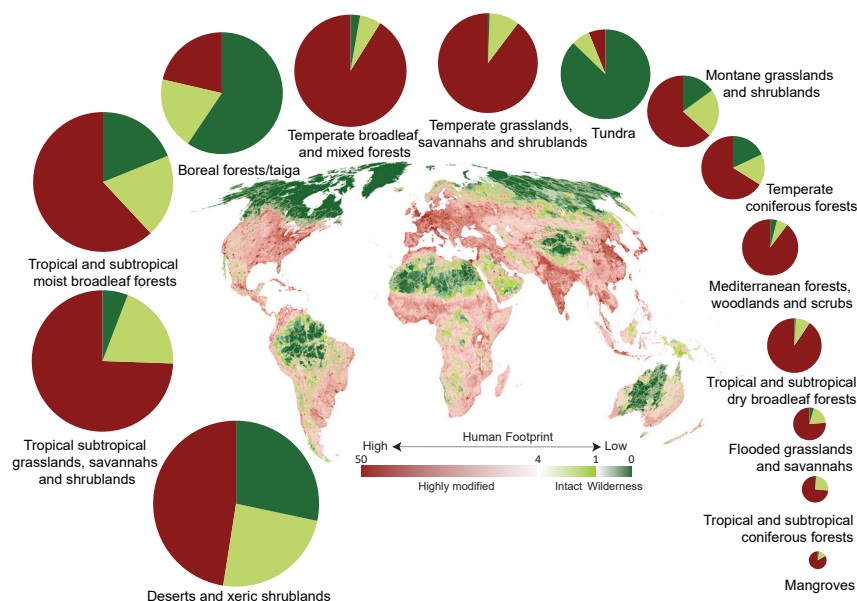 Boreal forests/taiga
Temperate broadleaf
and mixed forests
Temperate grasslands,
savannahs and shrublands
Tundra
Montane grasslands
and shrublands
Temperate
coniferous forests
Mediterranean forests,
woodlands and scrubs
Tropical and subtropical
dry broadleaf forests
Flooded grasslands
and savannahs
Tropical and subtropical
coniferous forests
Mangroves
Tropical and subtropical
moist broadleaf forests
Tropical subtropical
grasslands, savannahs
and shrublands
Deserts and xeric shrublands
High Human Footprint Low
50 4 1 0
Highly modified Intact Wilderness